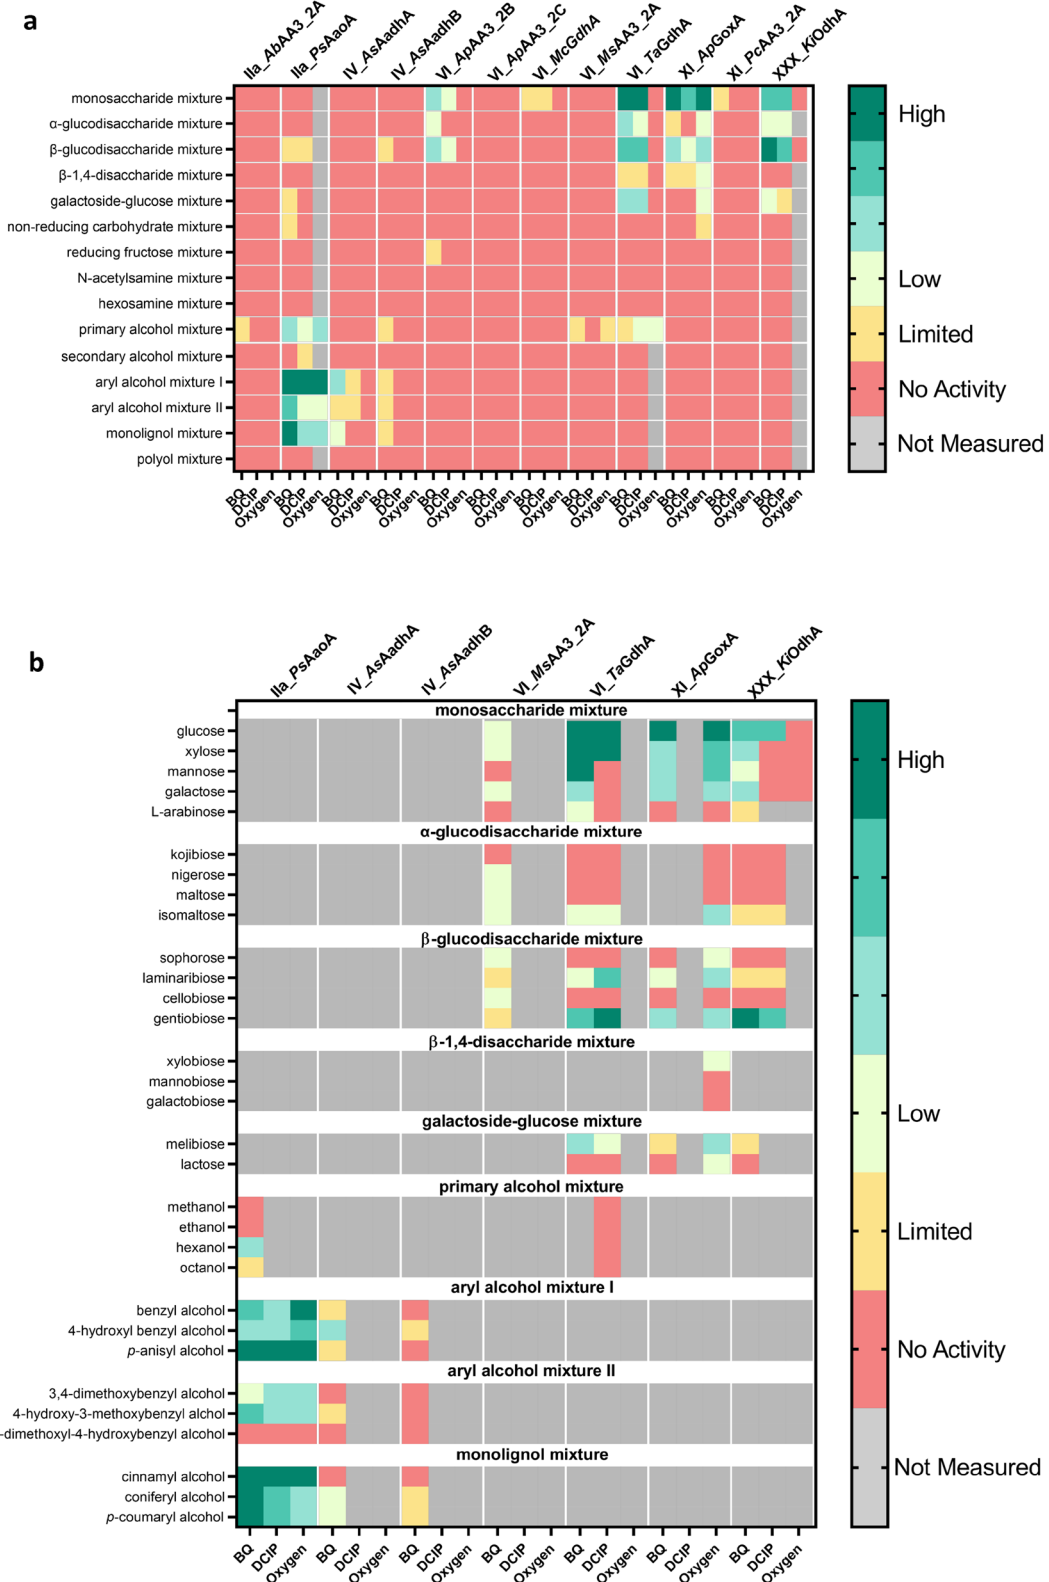 a
IIa_AbAA3_2A
IIa_PsAaoA
IV_AsAadhA
IV_AsAadhB
VI_ApAA3_2B
VI_ApAA3_2C
VI_McGdhA
VI_MsAA3_2A
VI_TaGdhA
XI_ApGoxA
XI_PcAA3_2A
XXX_KiOdhA
monosaccharide mixture
α-glucodisaccharide mixture
β-glucodisaccharide mixture
β-1,4-disaccharide mixture
galactoside-glucose mixture
non-reducing carbohydrate mixture
reducing fructose mixture
N-acetylsamine mixture
hexosamine mixture
primary alcohol mixture
secondary alcohol mixture
aryl alcohol mixture I
aryl alcohol mixture II
monolignol mixture
polyol mixture
BQ DCIP Oxygen BQ DCIP Oxygen BQ DCIP Oxygen BQ DCIP Oxygen BQ DCIP Oxygen BQ DCIP Oxygen BQ DCIP Oxygen BQ DCIP Oxygen BQ DCIP Oxygen BQ DCIP Oxygen BQ DCIP Oxygen BQ DCIP Oxygen
High
Low
Limited
No Activity
Not Measured
b
IIa_PsAaoA
IV_AsAadhA
IV_AsAadhB
VI_MsAA3_2A
VI_TaGdhA
XI_ApGoxA
XXX_KiOdhA
monosaccharide mixture
glucose
xylose
mannose
galactose
L-arabinose
α-glucodisaccharide mixture
kojibiose
nigerose
maltose
isomaltose
β-glucodisaccharide mixture
sophorose
laminaribiose
cellobiose
gentiobiose
β-1,4-disaccharide mixture
xylobiose
mannobiose
galactobiose
galactoside-glucose mixture
melibiose
lactose
primary alcohol mixture
methanol
ethanol
hexanol
octanol
aryl alcohol mixture I
benzyl alcohol
4-hydroxyl benzyl alcohol
p-anisyl alcohol
aryl alcohol mixture II
3,4-dimethoxybenzyl alcohol
4-hydroxy-3-methoxybenzyl alchol
-dimethoxyl-4-hydroxybenzyl alcohol
monolignol mixture
cinnamyl alcohol
coniferyl alcohol
p-coumaryl alcohol
BQ DCIP Oxygen BQ DCIP Oxygen BQ DCIP Oxygen BQ DCIP Oxygen BQ DCIP Oxygen BQ DCIP Oxygen BQ DCIP Oxygen
High
Low
Limited
No Activity
Not Measured